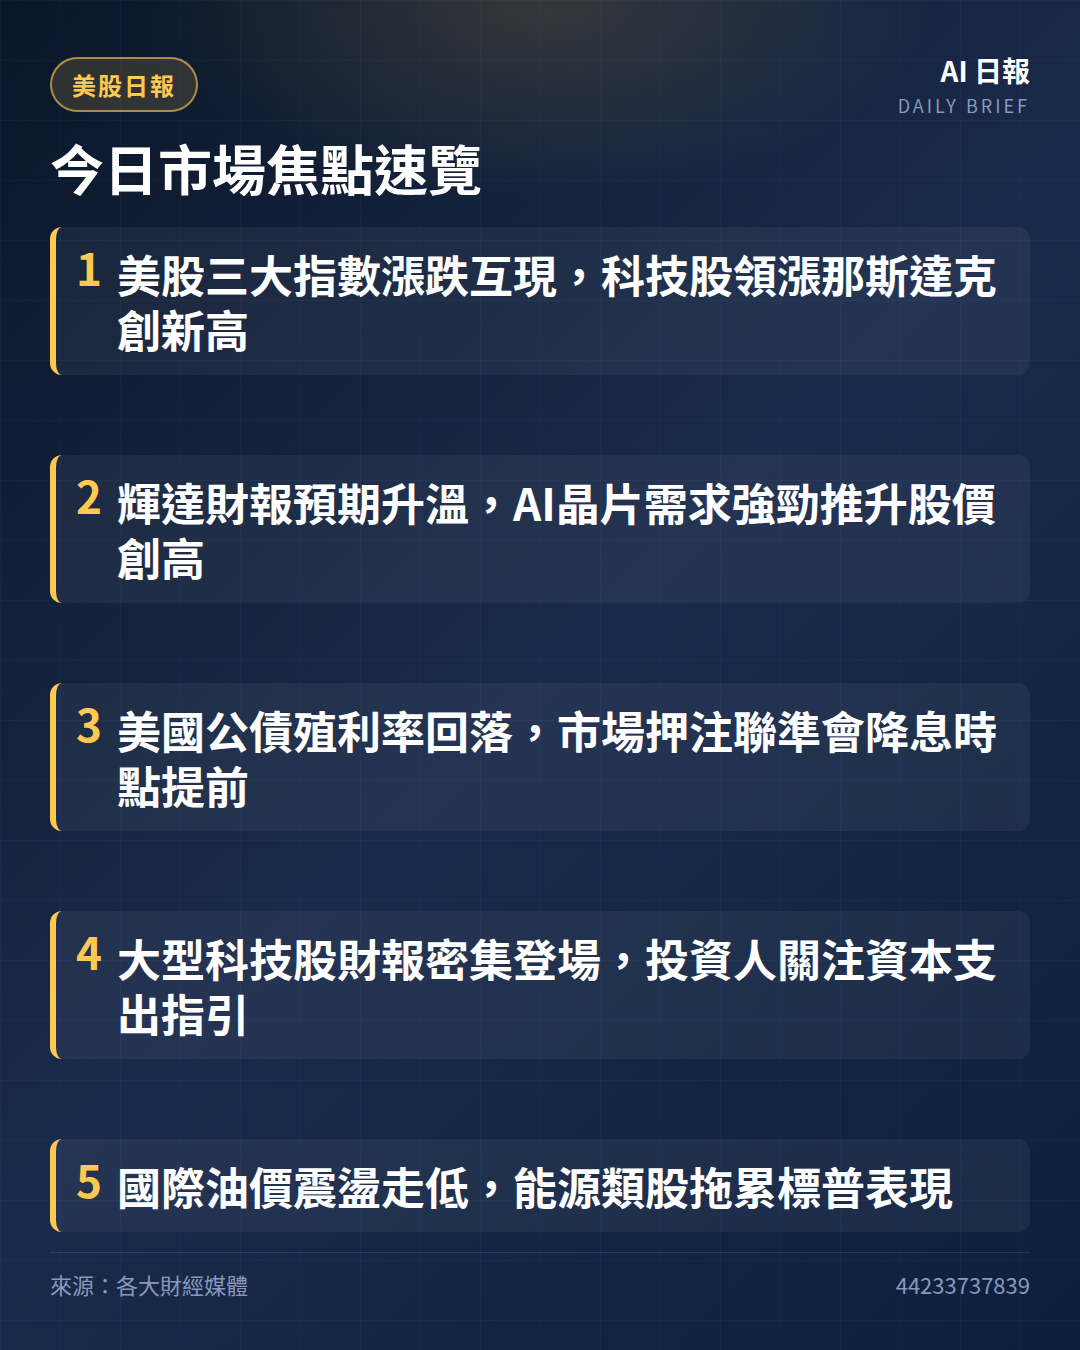 美股日報
AI 日報
DAILY BRIEF
今日市場焦點速覽
1 美股三大指數漲跌互現，科技股領漲那斯達克
創新高
2 輝達財報預期升溫，AI晶片需求強勁推升股價
創高
3 美國公債殖利率回落，市場押注聯準會降息時
點提前
4 大型科技股財報密集登場，投資人關注資本支
出指引
5 國際油價震盪走低，能源類股拖累標普表現
來源：各大財經媒體
44233737839